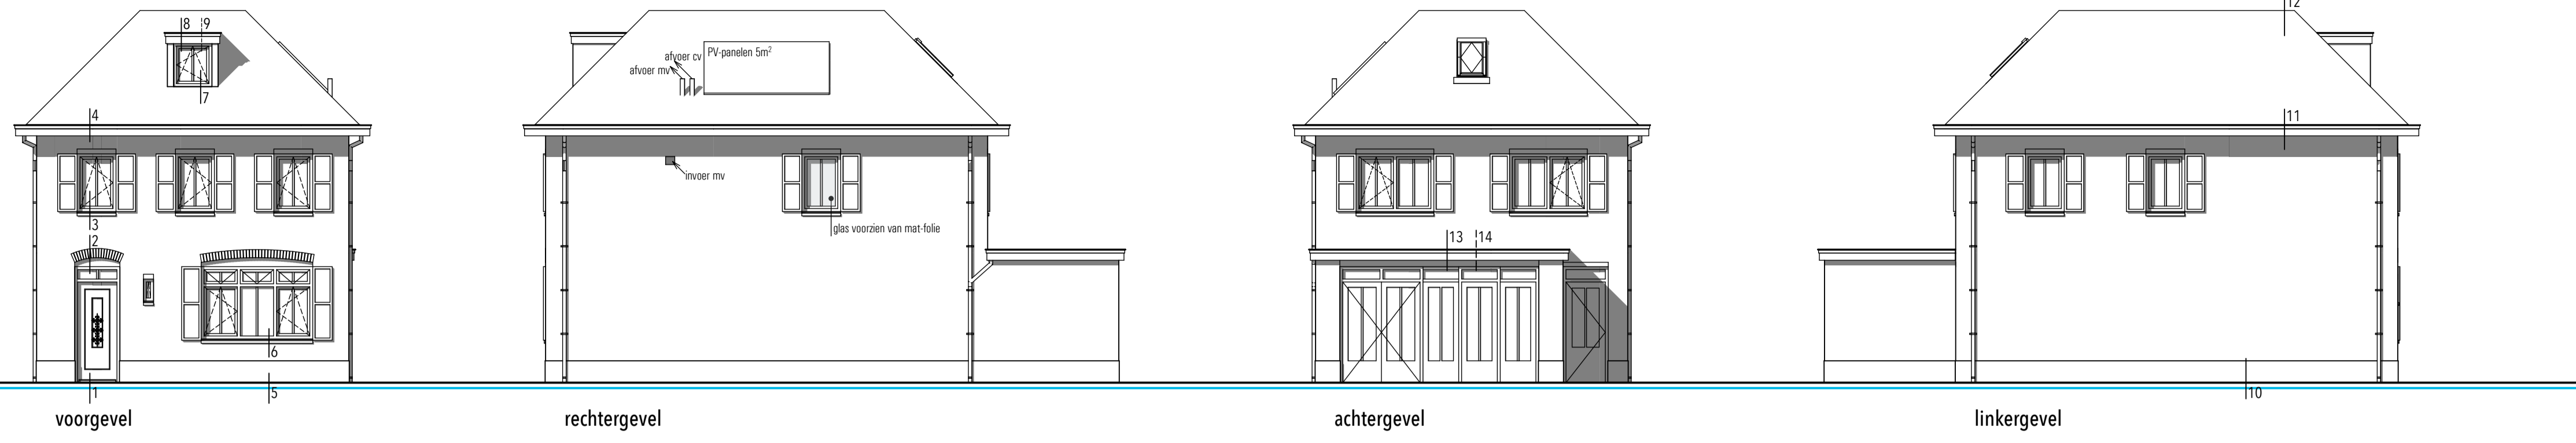 8 9
7
4
3
2
6
1
5
voorgevel
afvoer cv
afvoer mv
PV-panelen 5m²
invoer mv
glas voorzien van mat-folie
rechtergevel
13 14
achtergevel
12
11
10
linkergevel